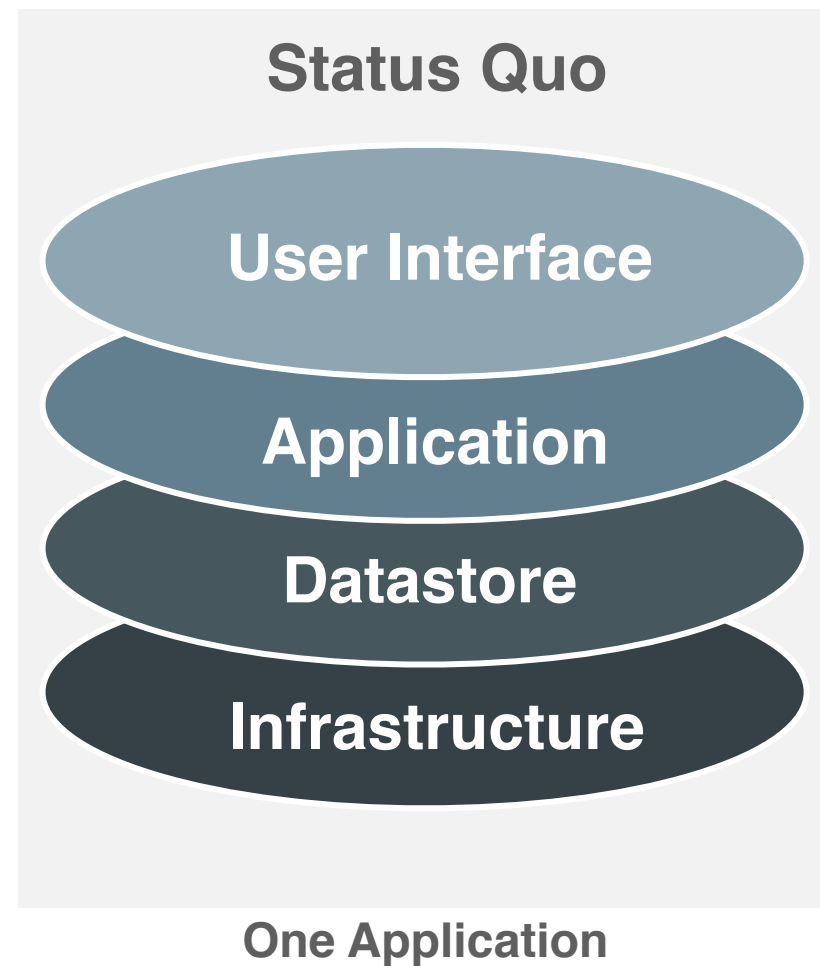 Status Quo
User Interface
Application
Datastore
Infrastructure
One Application